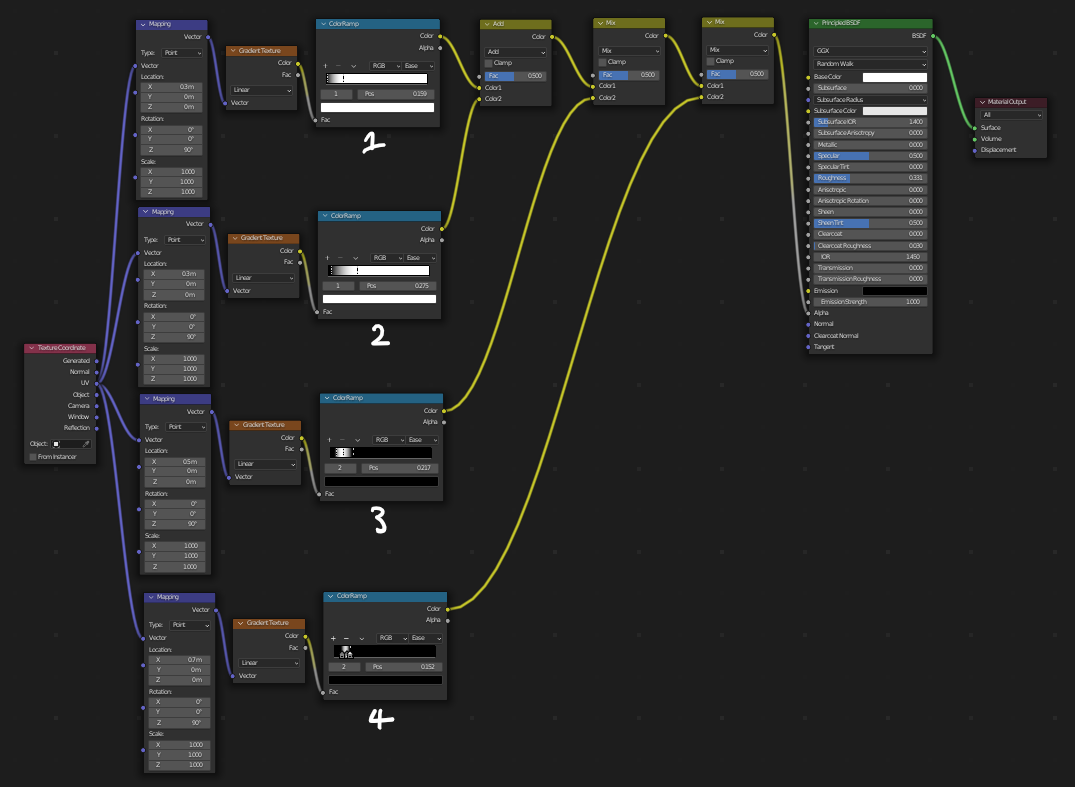 Mapping
Vector
Type: Point
Vector
Location:
X 0.3 m
Y 0 m
Z 0 m
Rotation:
X 0°
Y 0°
Z 90°
Scale:
X 1.000
Y 1.000
Z 1.000
Gradient Texture
Color
Fac
Linear
Vector
ColorRamp
Color
Alpha
+ − RGB Ease
1 Pos 0.159
Fac
1
Add
Color
Add
Clamp
Fac 0.500
Color1
Color2
Mix
Color
Mix
Clamp
Fac 0.500
Color1
Color2
Mix
Color
Mix
Clamp
Fac 0.500
Color1
Color2
Principled BSDF
BSDF
GGX
Random Walk
Base Color
Subsurface 0.000
Subsurface Radius
Subsurface Color
Subsurface IOR 1.400
Subsurface Anisotropy 0.000
Metallic 0.000
Specular 0.500
Specular Tint 0.000
Roughness 0.331
Anisotropic 0.000
Anisotropic Rotation 0.000
Sheen 0.000
Sheen Tint 0.500
Clearcoat 0.000
Clearcoat Roughness 0.030
IOR 1.450
Transmission 0.000
Transmission Roughness 0.000
Emission
Emission Strength 1.000
Alpha
Normal
Clearcoat Normal
Tangent
Material Output
All
Surface
Volume
Displacement
Mapping
Vector
Type: Point
Vector
Location:
X 0.3 m
Y 0 m
Z 0 m
Rotation:
X 0°
Y 0°
Z 90°
Scale:
X 1.000
Y 1.000
Z 1.000
Gradient Texture
Color
Fac
Linear
Vector
ColorRamp
Color
Alpha
+ − RGB Ease
1 Pos 0.275
Fac
2
Texture Coordinate
Generated
Normal
UV
Object
Camera
Window
Reflection
Object:
From Instancer
Mapping
Vector
Type: Point
Vector
Location:
X 0.5 m
Y 0 m
Z 0 m
Rotation:
X 0°
Y 0°
Z 90°
Scale:
X 1.000
Y 1.000
Z 1.000
Gradient Texture
Color
Fac
Linear
Vector
ColorRamp
Color
Alpha
+ − RGB Ease
2 Pos 0.217
Fac
3
Mapping
Vector
Type: Point
Vector
Location:
X 0.7 m
Y 0 m
Z 0 m
Rotation:
X 0°
Y 0°
Z 90°
Scale:
X 1.000
Y 1.000
Z 1.000
Gradient Texture
Color
Fac
Linear
Vector
ColorRamp
Color
Alpha
+ − RGB Ease
2 Pos 0.152
Fac
4